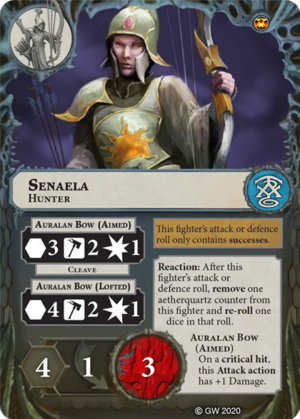 SENAELA
HUNTER
AURALAN BOW (AIMED)
3 2 1
CLEAVE
AURALAN BOW (LOFTED)
4 2 1
This fighter's attack or defence
roll only contains successes.
Reaction: After this
fighter's attack or
defence roll, remove one
aetherquartz counter from
this fighter and re-roll one
dice in that roll.
AURALAN BOW
(AIMED)
On a critical hit,
this Attack action
has +1 Damage.
4 1 3
© GW 2020